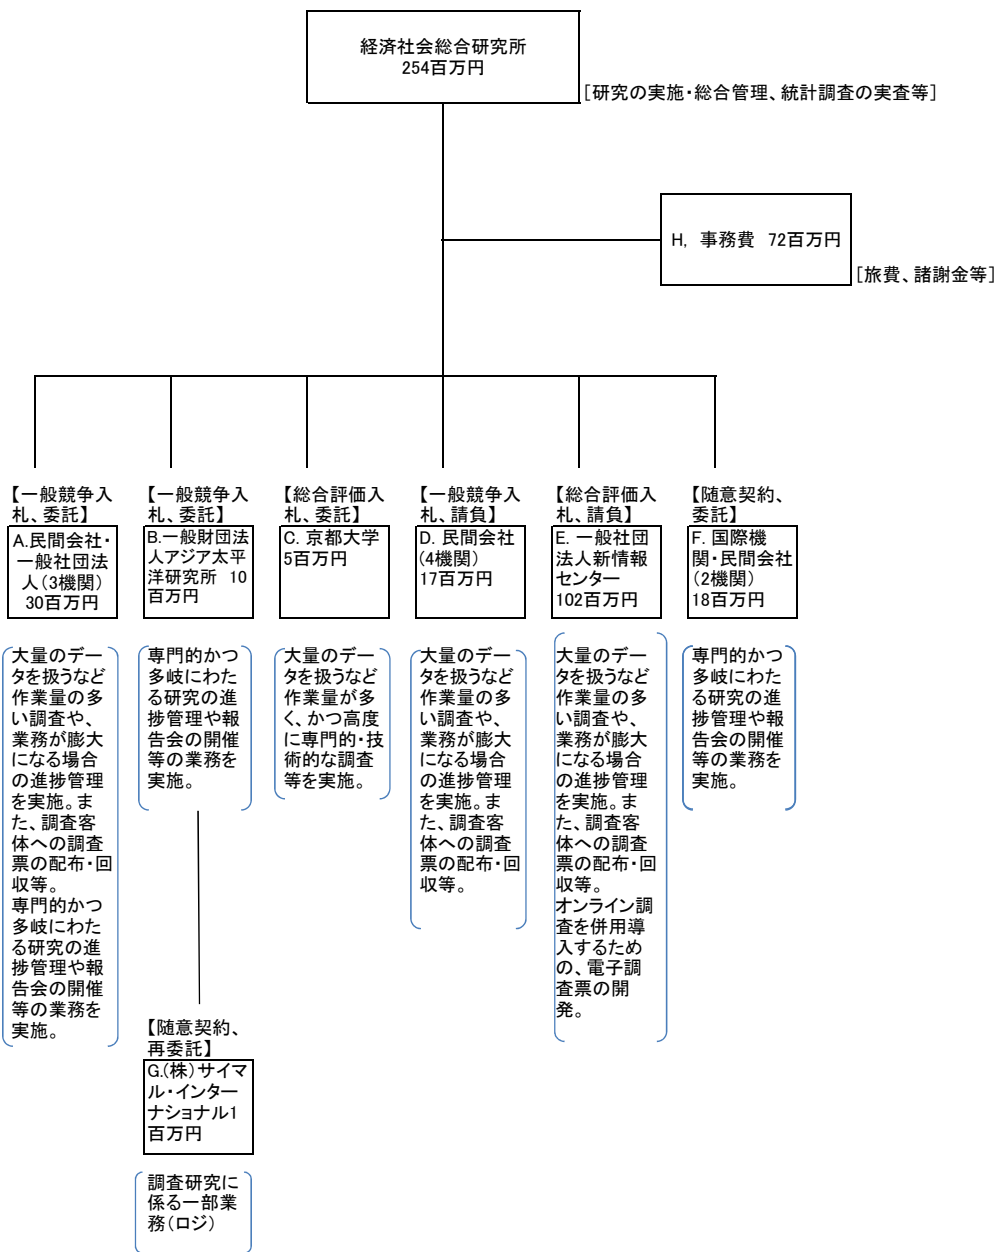 経済社会総合研究所
254百万円
[研究の実施・総合管理、統計調査の実査等]
H, 事務費 72百万円
[旅費、諸謝金等]
【一般競争入
札、委託】
A.民間会社・
一般社団法
人(3機関)
30百万円
大量のデー
タを扱うなど
作業量の多
い調査や、
業務が膨大
になる場合
の進捗管理
を実施。ま
た、調査客
体への調査
票の配布・回
収等。
専門的かつ
多岐にわた
る研究の進
捗管理や報
告会の開催
等の業務を
実施。
【一般競争入
札、委託】
B.一般財団法
人アジア太平
洋研究所 10
百万円
専門的かつ
多岐にわた
る研究の進
捗管理や報
告会の開催
等の業務を
実施。
【随意契約、
再委託】
G.(株)サイマ
ル・インター
ナショナル1
百万円
調査研究に
係る一部業
務(ロジ)
【総合評価入
札、委託】
C. 京都大学
5百万円
大量のデー
タを扱うなど
作業量が多
く、かつ高度
に専門的・技
術的な調査
等を実施。
【一般競争入
札、請負】
D. 民間会社
(4機関)
17百万円
大量のデー
タを扱うなど
作業量の多
い調査や、
業務が膨大
になる場合
の進捗管理
を実施。ま
た、調査客
体への調査
票の配布・回
収等。
【総合評価入
札、請負】
E. 一般社団
法人新情報
センター
102百万円
大量のデー
タを扱うなど
作業量の多
い調査や、
業務が膨大
になる場合
の進捗管理
を実施。ま
た、調査客
体への調査
票の配布・回
収等。
オンライン調
査を併用導
入するため
の、電子調
査票の開
発。
【随意契約、
委託】
F. 国際機
関・民間会社
(2機関)
18百万円
専門的かつ
多岐にわた
る研究の進
捗管理や報
告会の開催
等の業務を
実施。